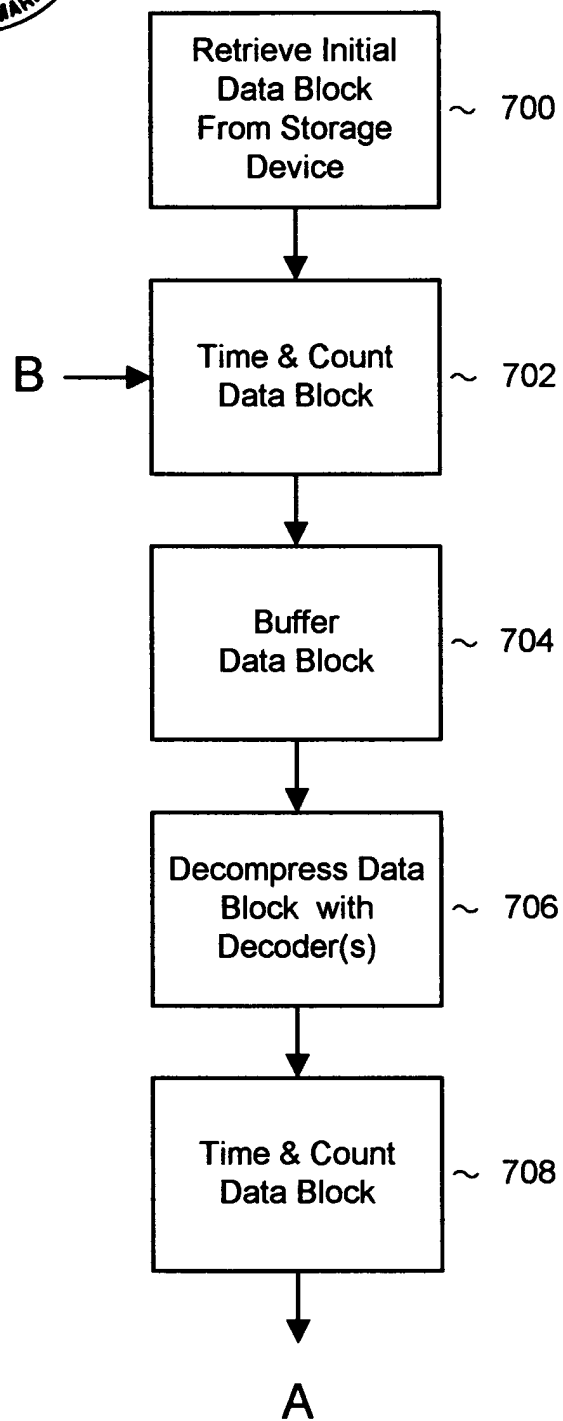 Retrieve Initial
Data Block
From Storage
Device
~ 700
B
Time & Count
Data Block
~ 702
Buffer
Data Block
~ 704
Decompress Data
Block with
Decoder(s)
~ 706
Time & Count
Data Block
~ 708
A